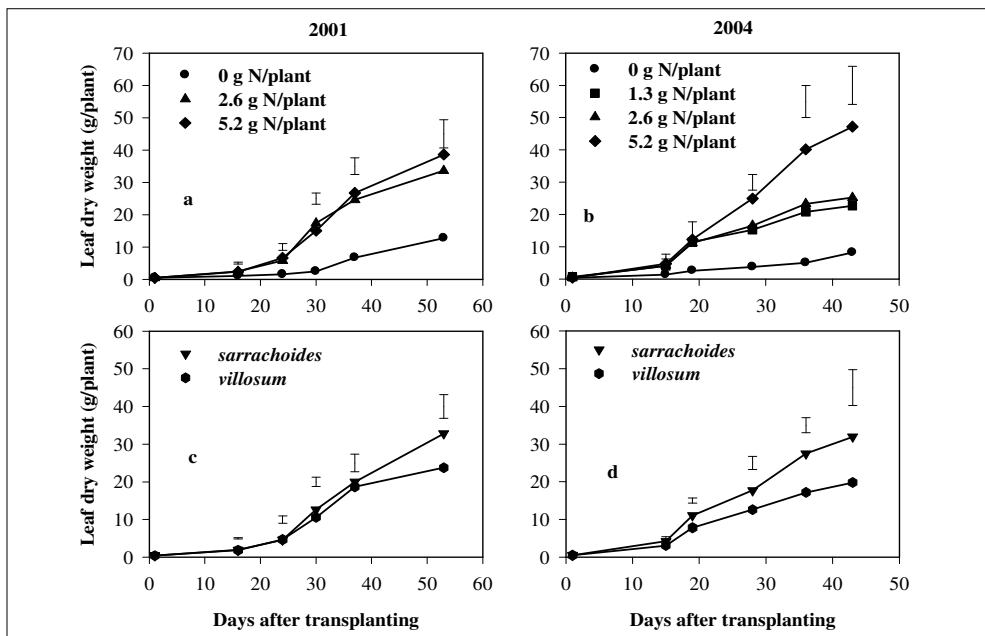 2001
2004
Leaf dry weight (g/plant)
70
60
50
40
30
20
10
0
0 g N/plant
2.6 g N/plant
5.2 g N/plant
a
0 10 20 30 40 50 60
70
60
50
40
30
20
10
0
0 g N/plant
1.3 g N/plant
2.6 g N/plant
5.2 g N/plant
b
0 10 20 30 40 50
Leaf dry weight (g/plant)
60
50
40
30
20
10
0
sarrachoides
villosum
c
0 10 20 30 40 50 60
Days after transplanting
60
50
40
30
20
10
0
sarrachoides
villosum
d
0 10 20 30 40 50
Days after transplanting